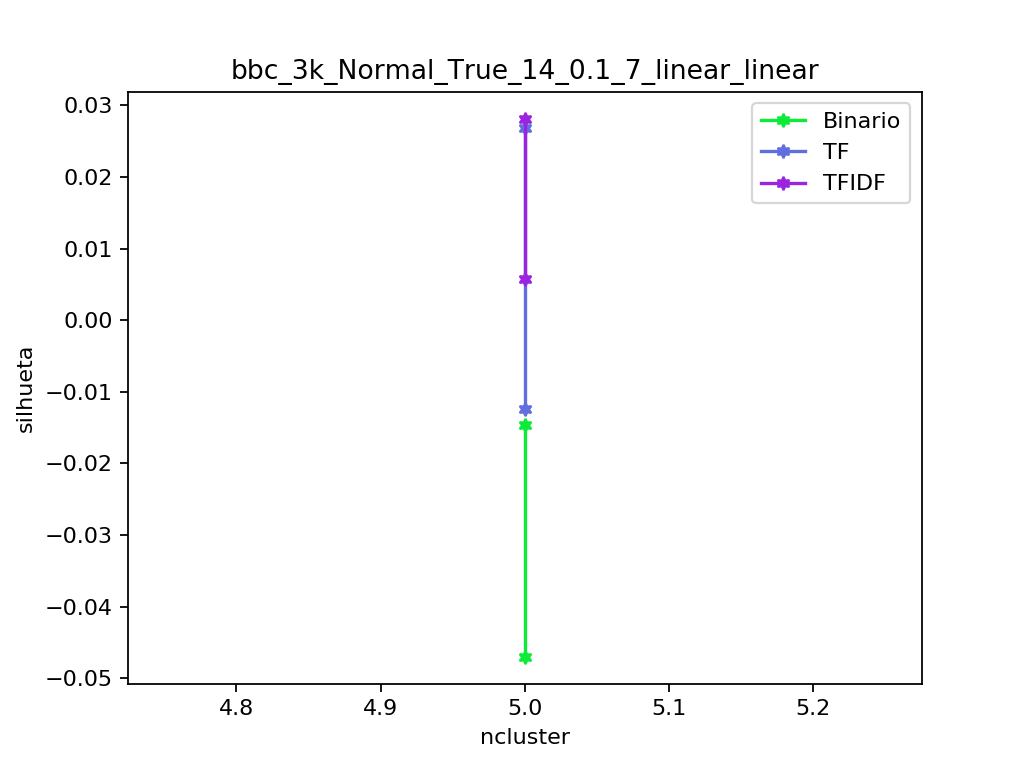 bbc_3k_Normal_True_14_0.1_7_linear_linear
Binario
TF
TFIDF
silhueta
0.03
0.02
0.01
0.00
−0.01
−0.02
−0.03
−0.04
−0.05
4.8 4.9 5.0 5.1 5.2
ncluster